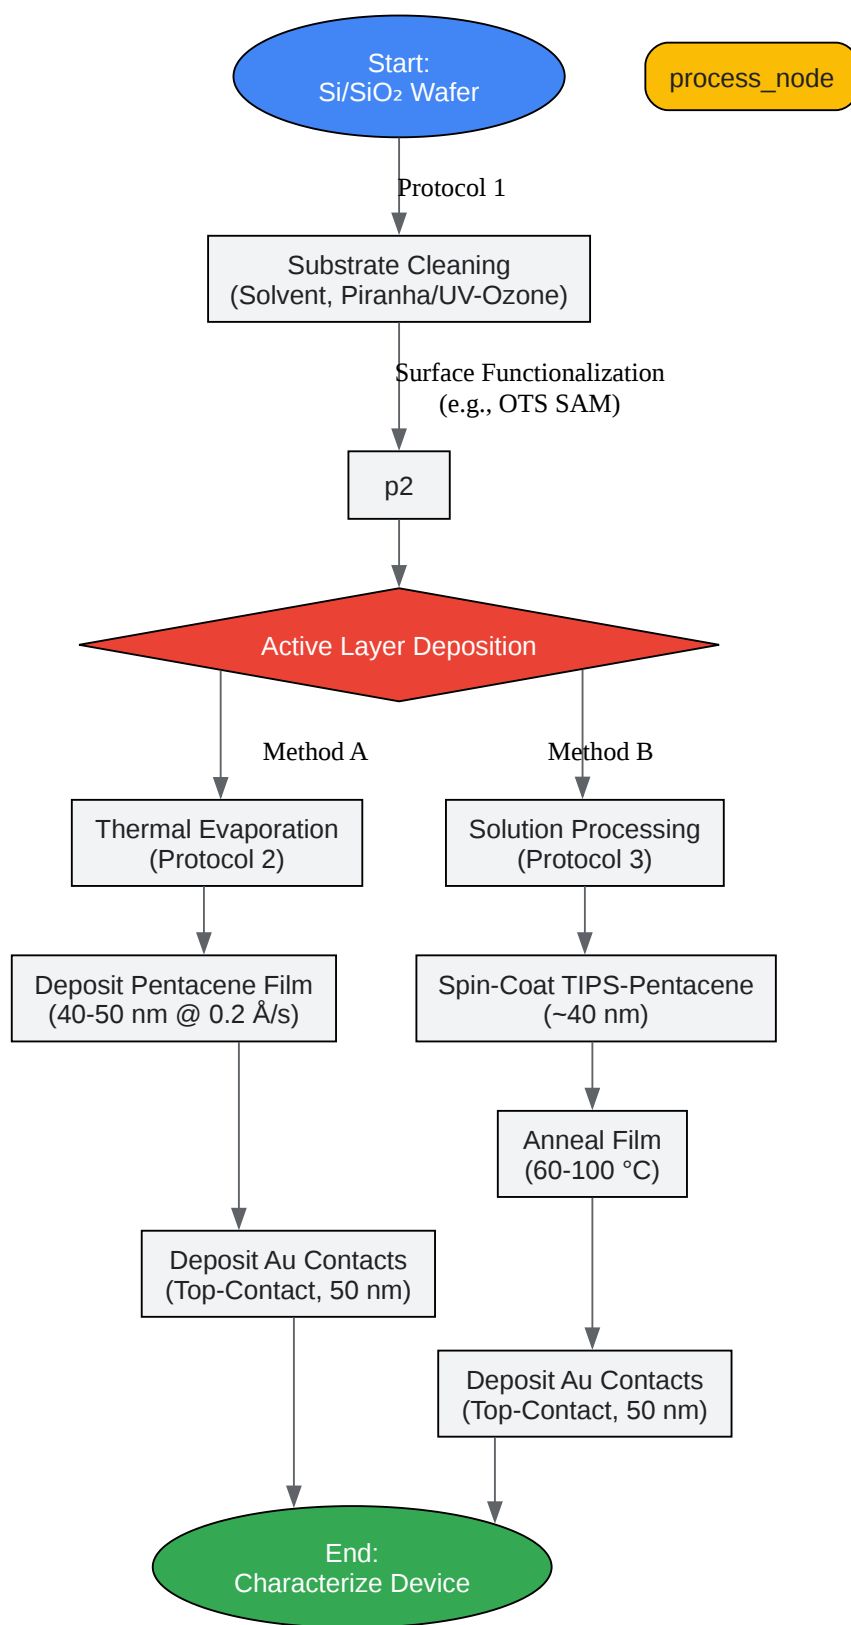 Start:
Si/SiO₂ Wafer
process_node
Protocol 1
Substrate Cleaning
(Solvent, Piranha/UV-Ozone)
Surface Functionalization
(e.g., OTS SAM)
p2
Active Layer Deposition
Method A
Method B
Thermal Evaporation
(Protocol 2)
Solution Processing
(Protocol 3)
Deposit Pentacene Film
(40-50 nm @ 0.2 Å/s)
Spin-Coat TIPS-Pentacene
(~40 nm)
Anneal Film
(60-100 °C)
Deposit Au Contacts
(Top-Contact, 50 nm)
Deposit Au Contacts
(Top-Contact, 50 nm)
End:
Characterize Device